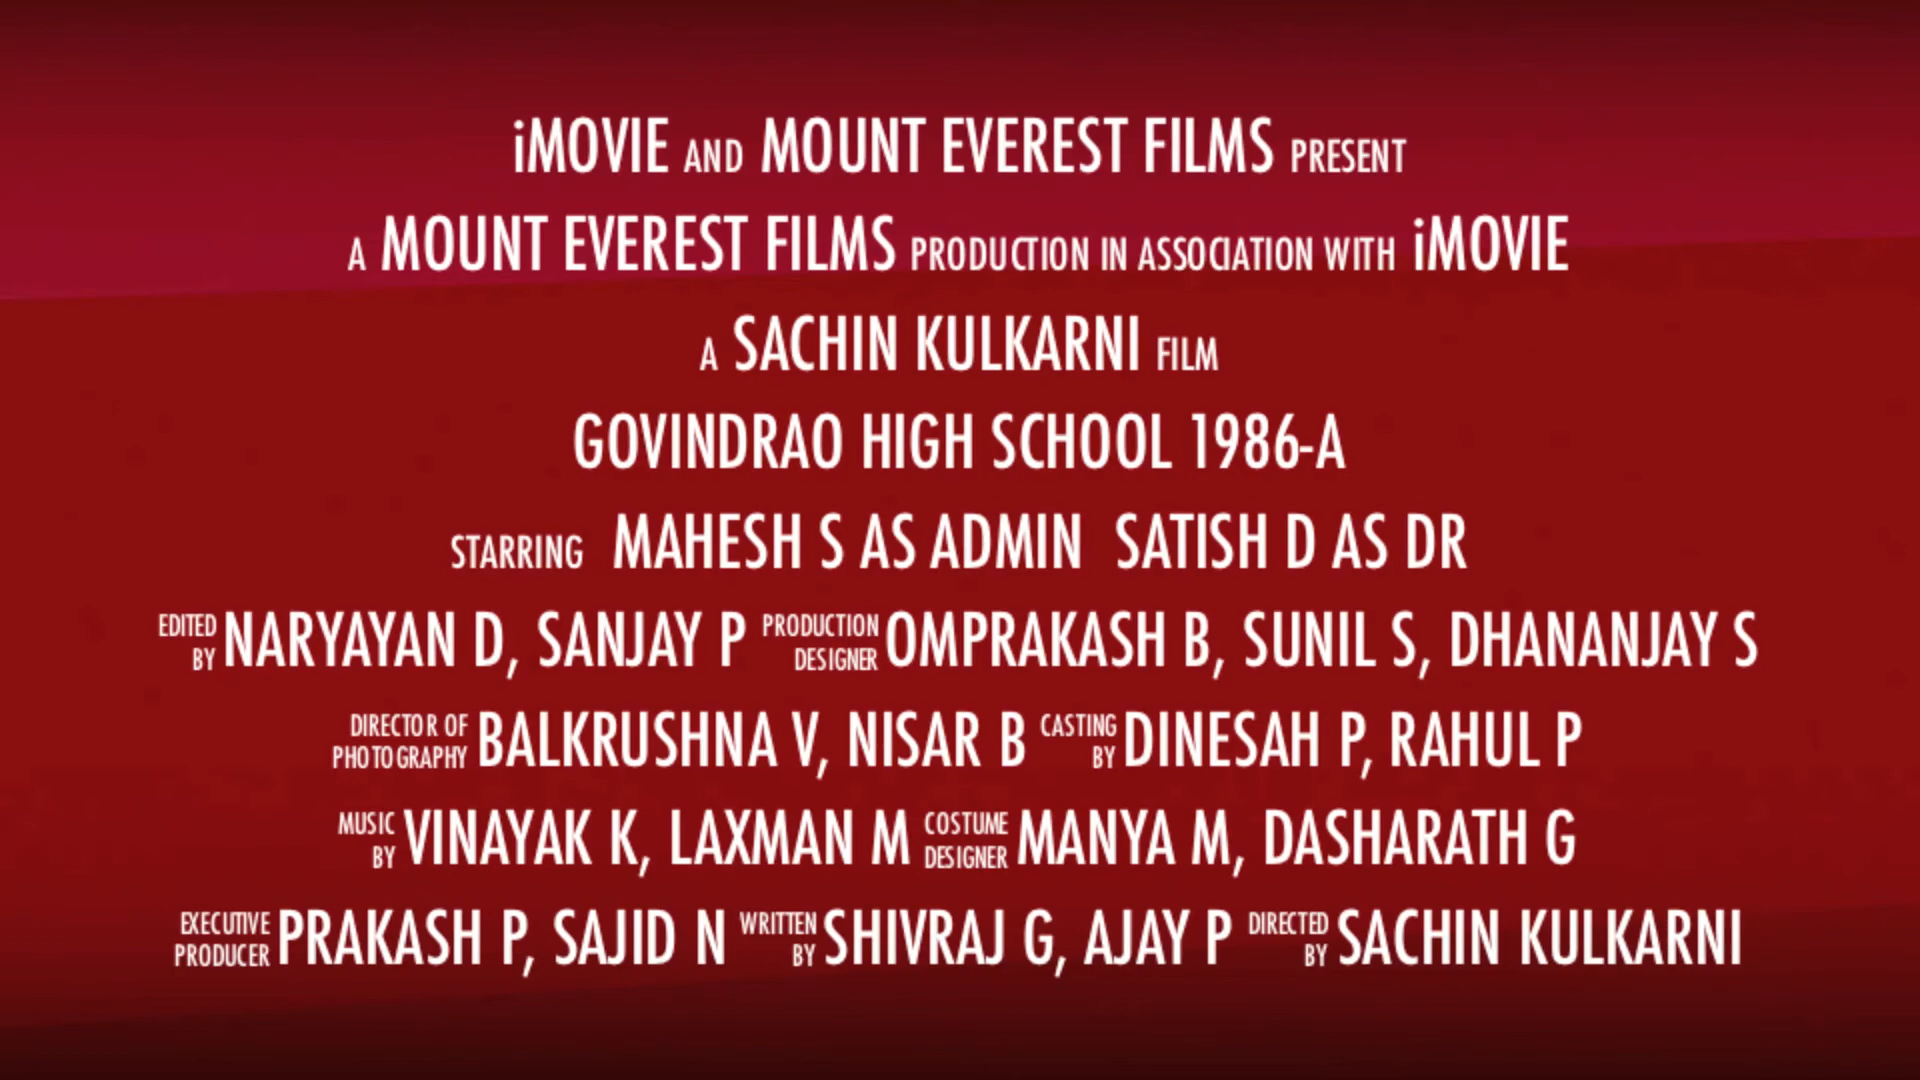 iMOVIE AND MOUNT EVEREST FILMS PRESENT
A MOUNT EVEREST FILMS PRODUCTION IN ASSOCIATION WITH iMOVIE
A SACHIN KULKARNI FILM
GOVINDRAO HIGH SCHOOL 1986-A
STARRING MAHESH S AS ADMIN SATISH D AS DR
EDITED BY NARYAYAN D, SANJAY P PRODUCTION DESIGNER OMPRAKASH B, SUNIL S, DHANANJAY S
DIRECTOR OF PHOTOGRAPHY BALKRUSHNA V, NISAR B CASTING BY DINESAH P, RAHUL P
MUSIC BY VINAYAK K, LAXMAN M COSTUME DESIGNER MANYA M, DASHARATH G
EXECUTIVE PRODUCER PRAKASH P, SAJID N WRITTEN BY SHIVRAJ G, AJAY P DIRECTED BY SACHIN KULKARNI